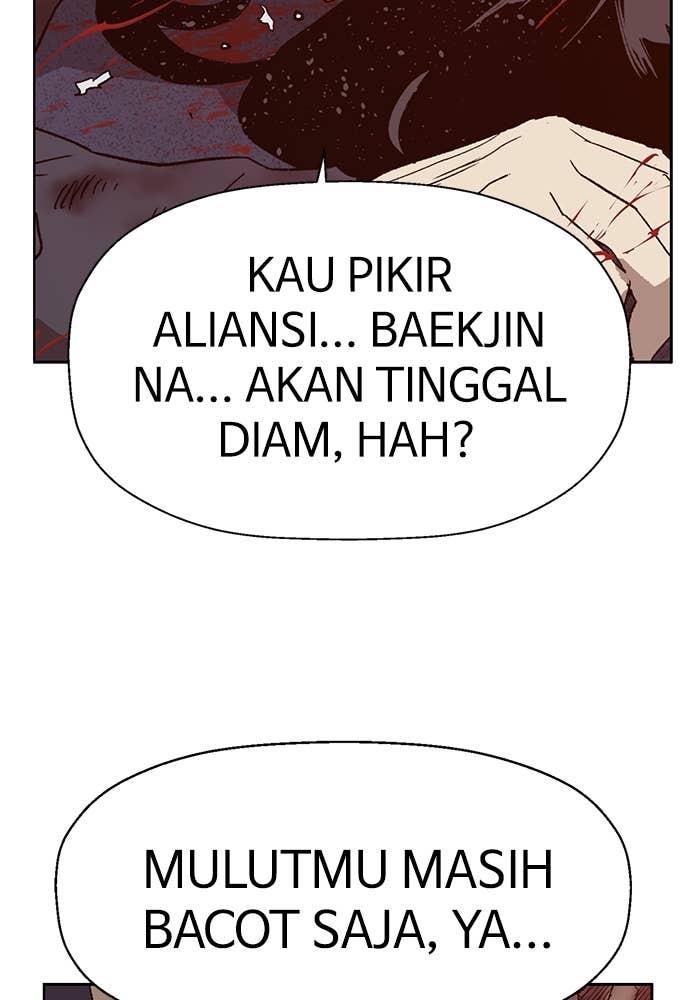 KAU PIKIR
ALIANSI... BAEKJIN
NA... AKAN TINGGAL
DIAM, HAH?
MULUTMU MASIH
BACOT SAJA, YA...